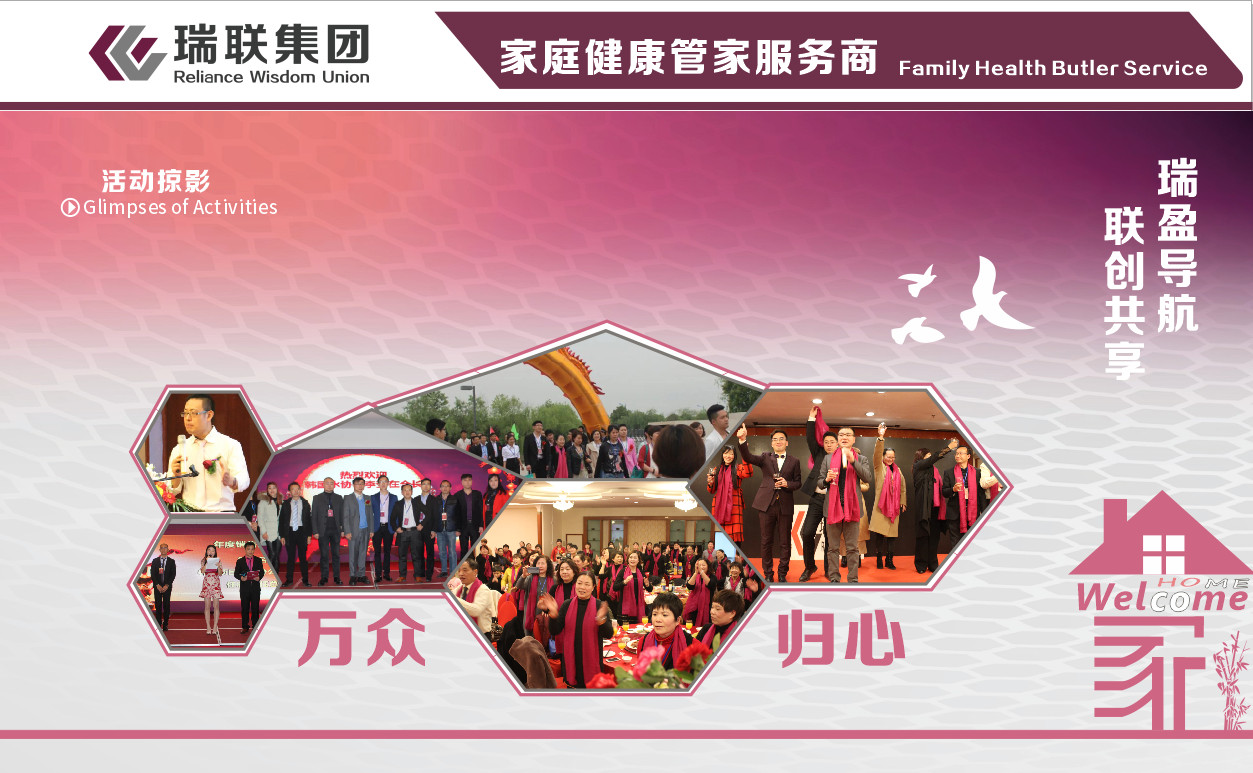 瑞联集团
Reliance Wisdom Union
家庭健康管家服务商
Family Health Butler Service
活动掠影
Glimpses of Activities
瑞盈导航
联创共享
热烈欢迎
年度
万众
归心
HOME
Welcome
家